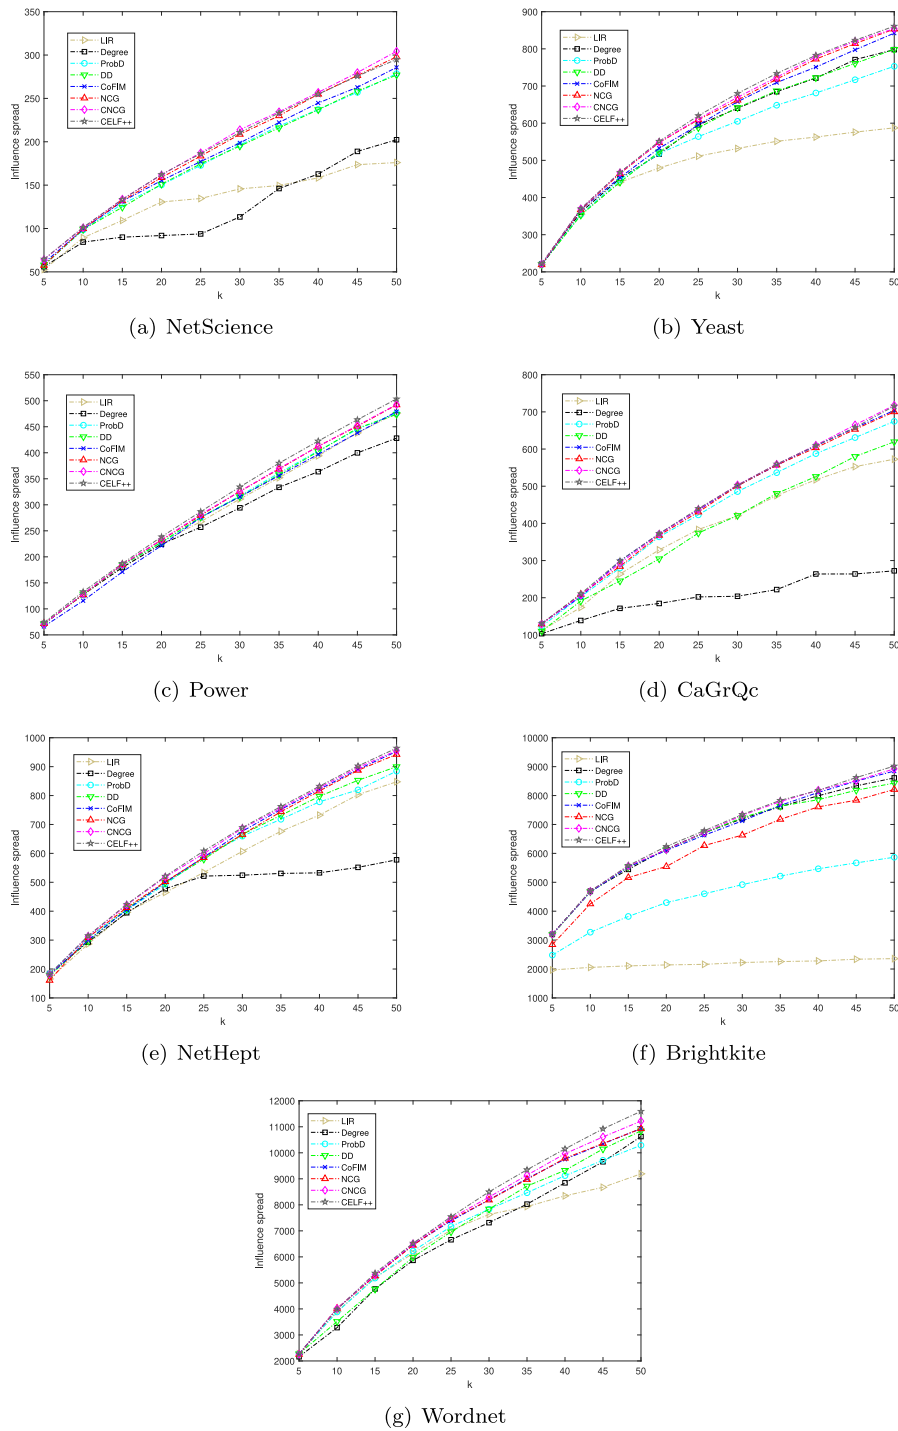 350
300
250
200
150
100
50
Influence spread
LIR
Degree
ProbD
DD
CoFIM
NCG
CNCG
CELF++
5 10 15 20 25 30 35 40 45 50
k
(a) NetScience
900
800
700
600
500
400
300
200
Influence spread
LIR
Degree
ProbD
DD
CoFIM
NCG
CNCG
CELF++
5 10 15 20 25 30 35 40 45 50
k
(b) Yeast
550
500
450
400
350
300
250
200
150
100
50
Influence spread
LIR
Degree
ProbD
DD
CoFIM
NCG
CNCG
CELF++
5 10 15 20 25 30 35 40 45 50
k
(c) Power
800
700
600
500
400
300
200
100
Influence spread
LIR
Degree
ProbD
DD
CoFIM
NCG
CNCG
CELF++
5 10 15 20 25 30 35 40 45 50
k
(d) CaGrQc
1000
900
800
700
600
500
400
300
200
100
Influence spread
LIR
Degree
ProbD
DD
CoFIM
NCG
CNCG
CELF++
5 10 15 20 25 30 35 40 45 50
k
(e) NetHept
10000
9000
8000
7000
6000
5000
4000
3000
2000
1000
Influence spread
LIR
Degree
ProbD
DD
CoFIM
NCG
CNCG
CELF++
5 10 15 20 25 30 35 40 45 50
k
(f) Brightkite
12000
11000
10000
9000
8000
7000
6000
5000
4000
3000
2000
Influence spread
LIR
Degree
ProbD
DD
CoFIM
NCG
CNCG
CELF++
5 10 15 20 25 30 35 40 45 50
k
(g) Wordnet